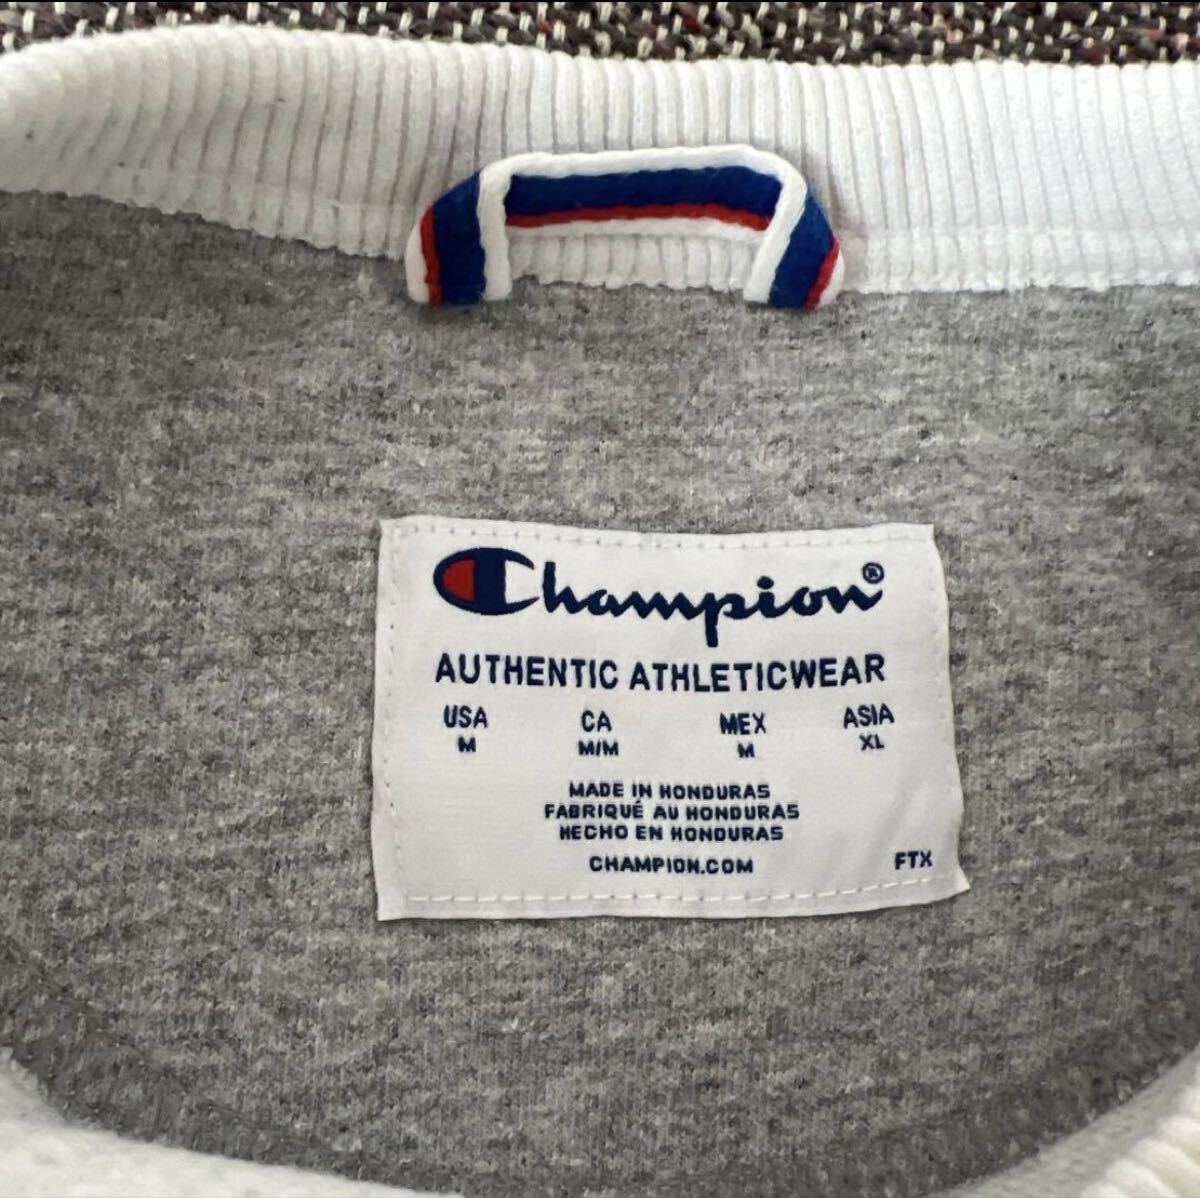 Champion®
AUTHENTIC ATHLETICWEAR
USA CA MEX ASIA
M M/M M XL
MADE IN HONDURAS
FABRIQUÉ AU HONDURAS
HECHO EN HONDURAS
CHAMPION.COM FTX